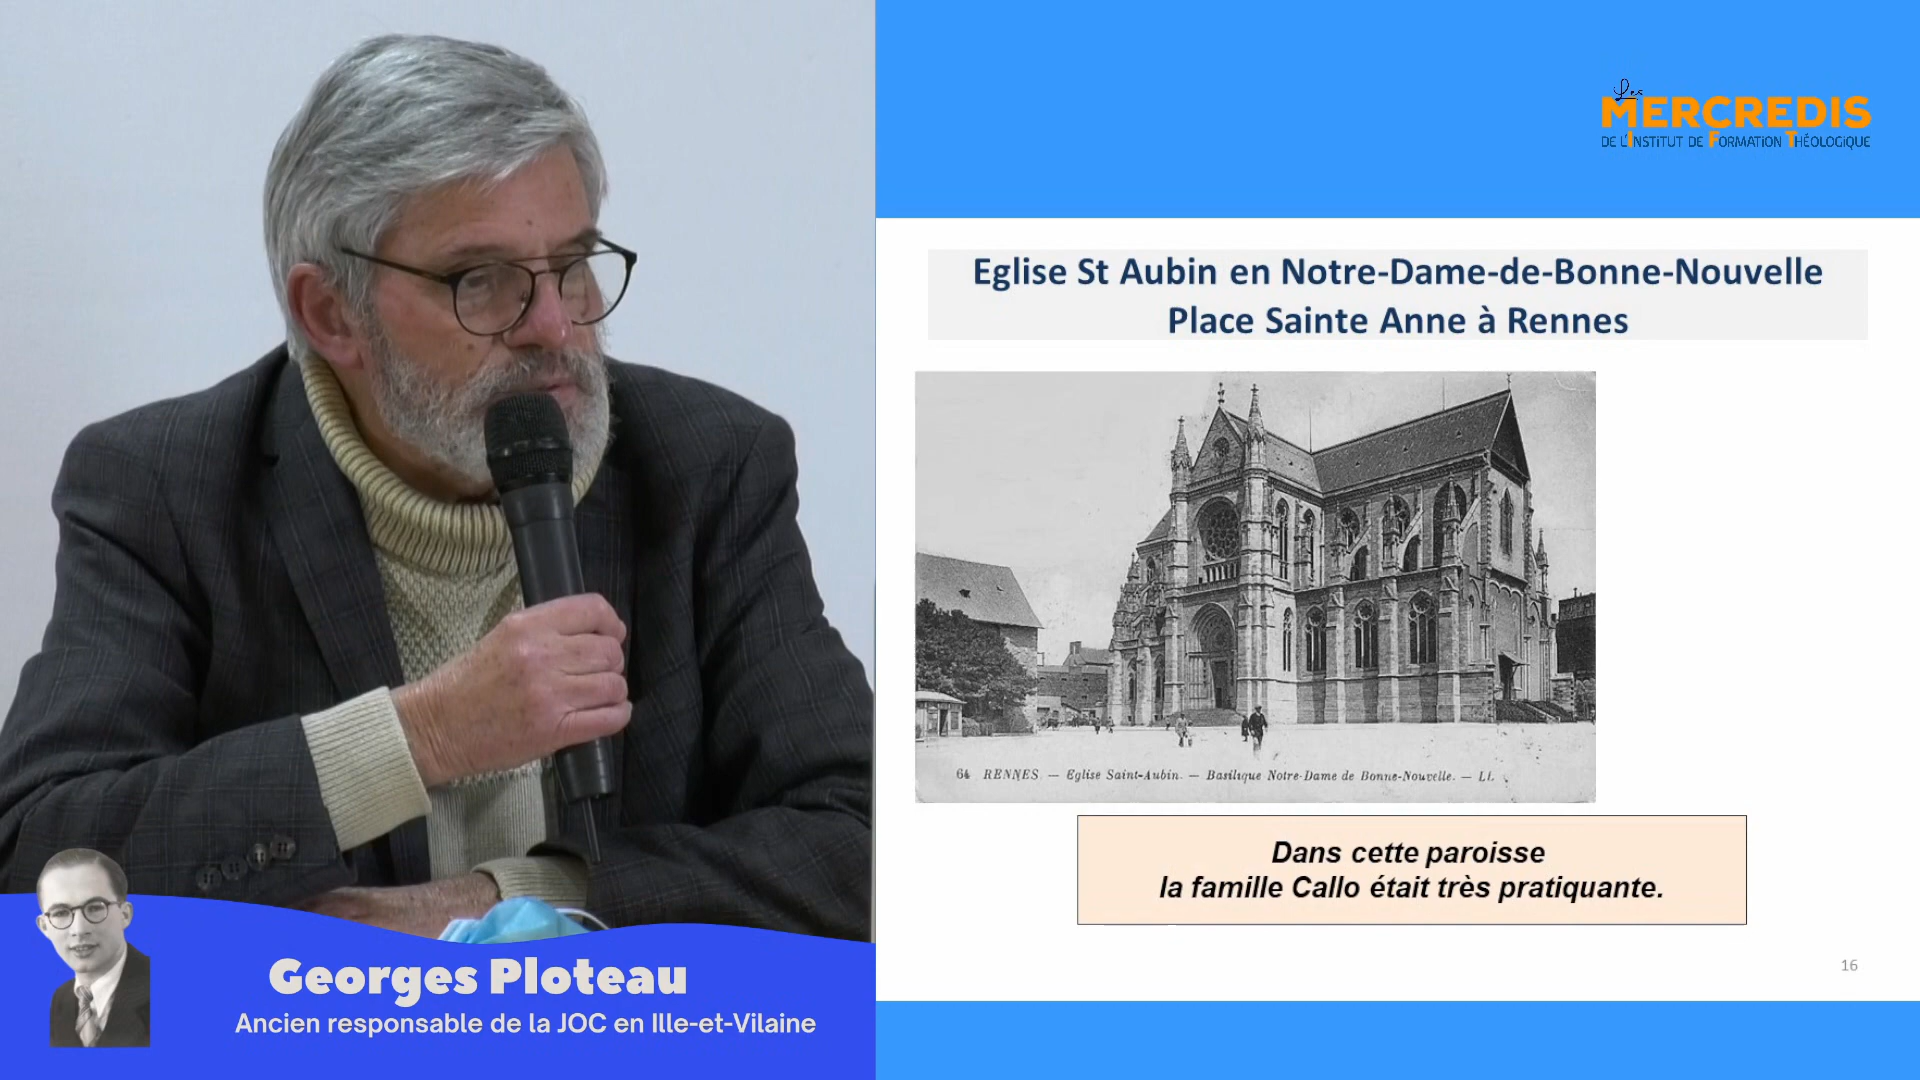 Les
MERCREDIS
DE L'INSTITUT DE FORMATION THÉOLOGIQUE
Eglise St Aubin en Notre-Dame-de-Bonne-Nouvelle
Place Sainte Anne à Rennes
64 RENNES. — Eglise Saint-Aubin. — Basilique Notre-Dame de Bonne-Nouvelle. — LL.
Dans cette paroisse
la famille Callo était très pratiquante.
16
Georges Ploteau
Ancien responsable de la JOC en Ille-et-Vilaine